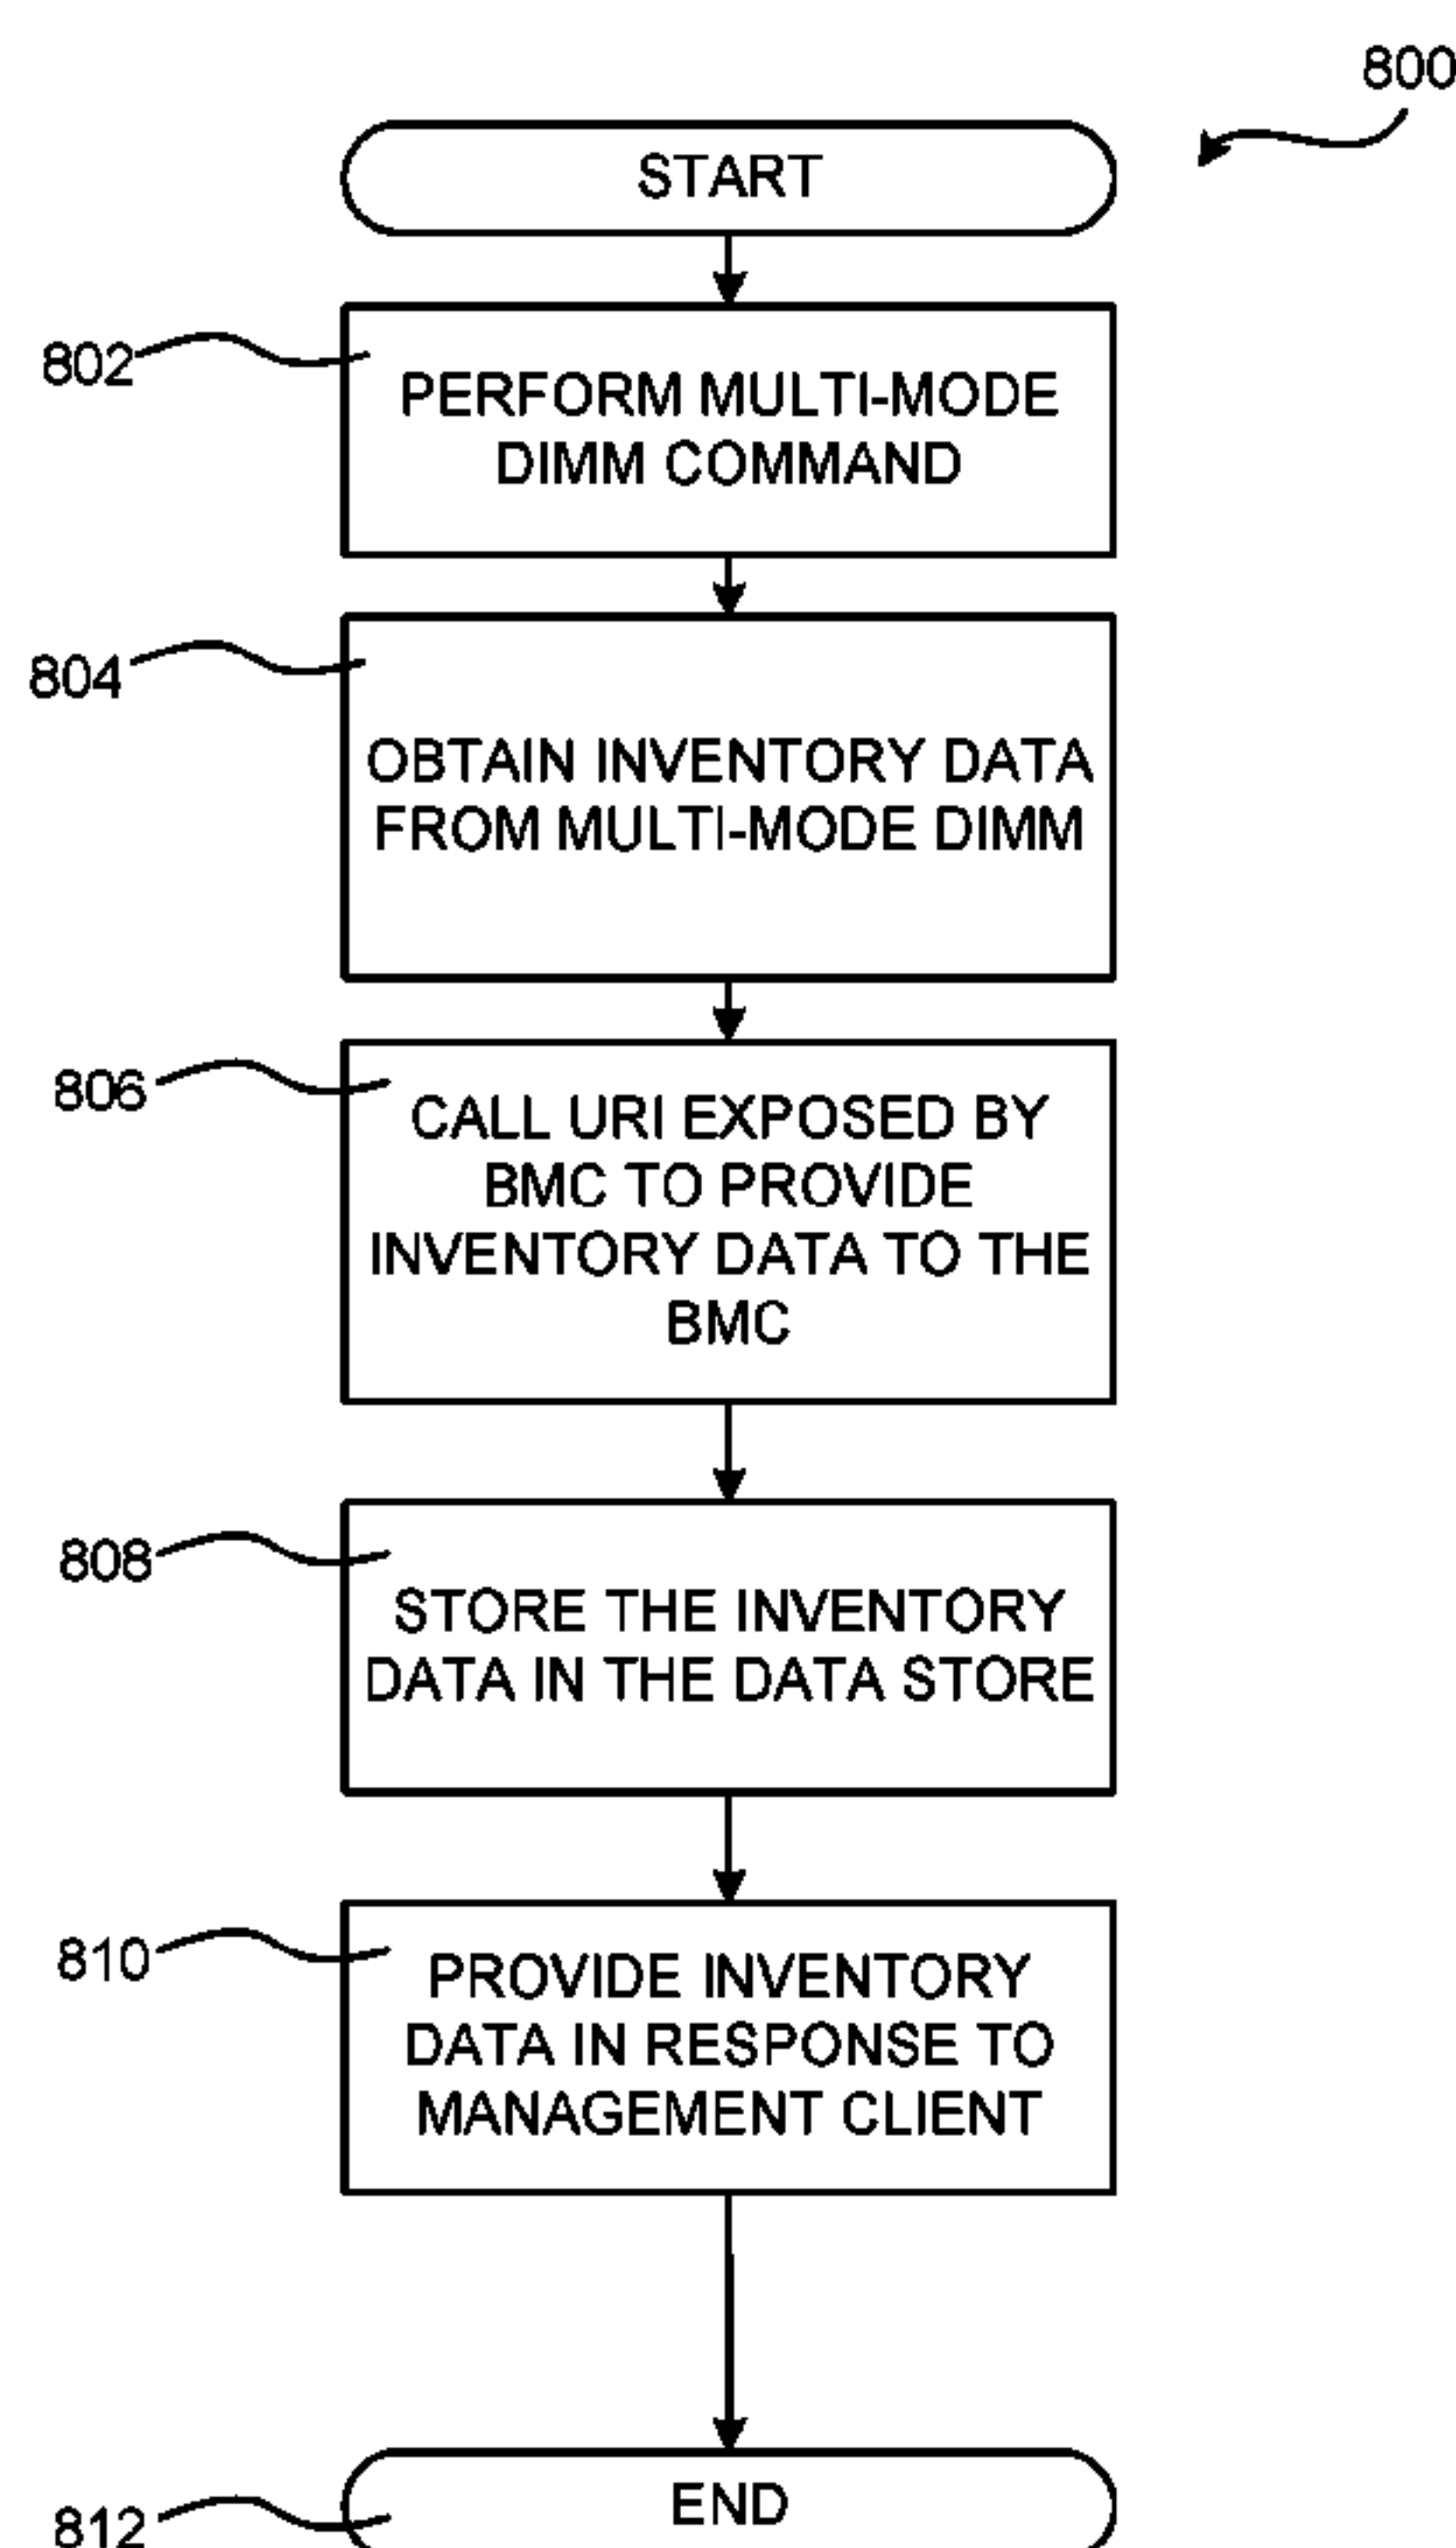 800
START
802
PERFORM MULTI-MODE
DIMM COMMAND
804
OBTAIN INVENTORY DATA
FROM MULTI-MODE DIMM
806
CALL URI EXPOSED BY
BMC TO PROVIDE
INVENTORY DATA TO THE
BMC
808
STORE THE INVENTORY
DATA IN THE DATA STORE
810
PROVIDE INVENTORY
DATA IN RESPONSE TO
MANAGEMENT CLIENT
812
END